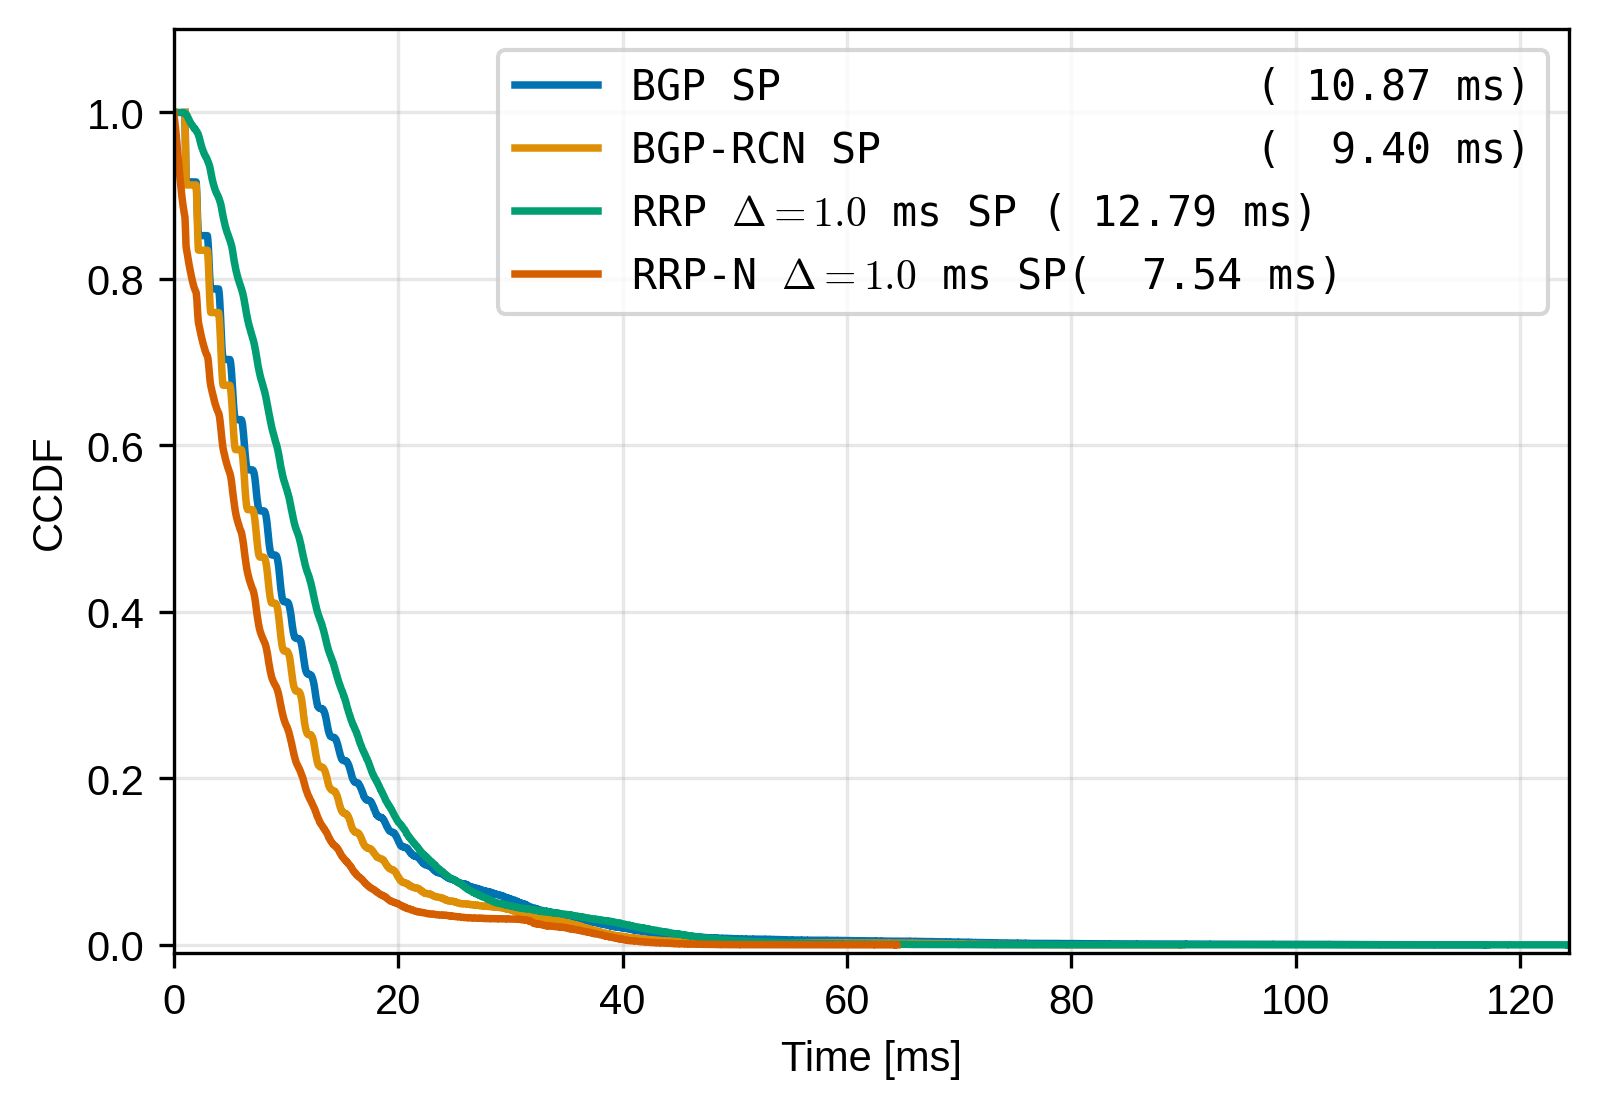 BGP SP ( 10.87 ms)
BGP-RCN SP (  9.40 ms)
RRP Δ = 1.0 ms SP ( 12.79 ms)
RRP-N Δ = 1.0 ms SP(  7.54 ms)
1.0
0.8
0.6
0.4
0.2
0.0
CCDF
0 20 40 60 80 100 120
Time [ms]